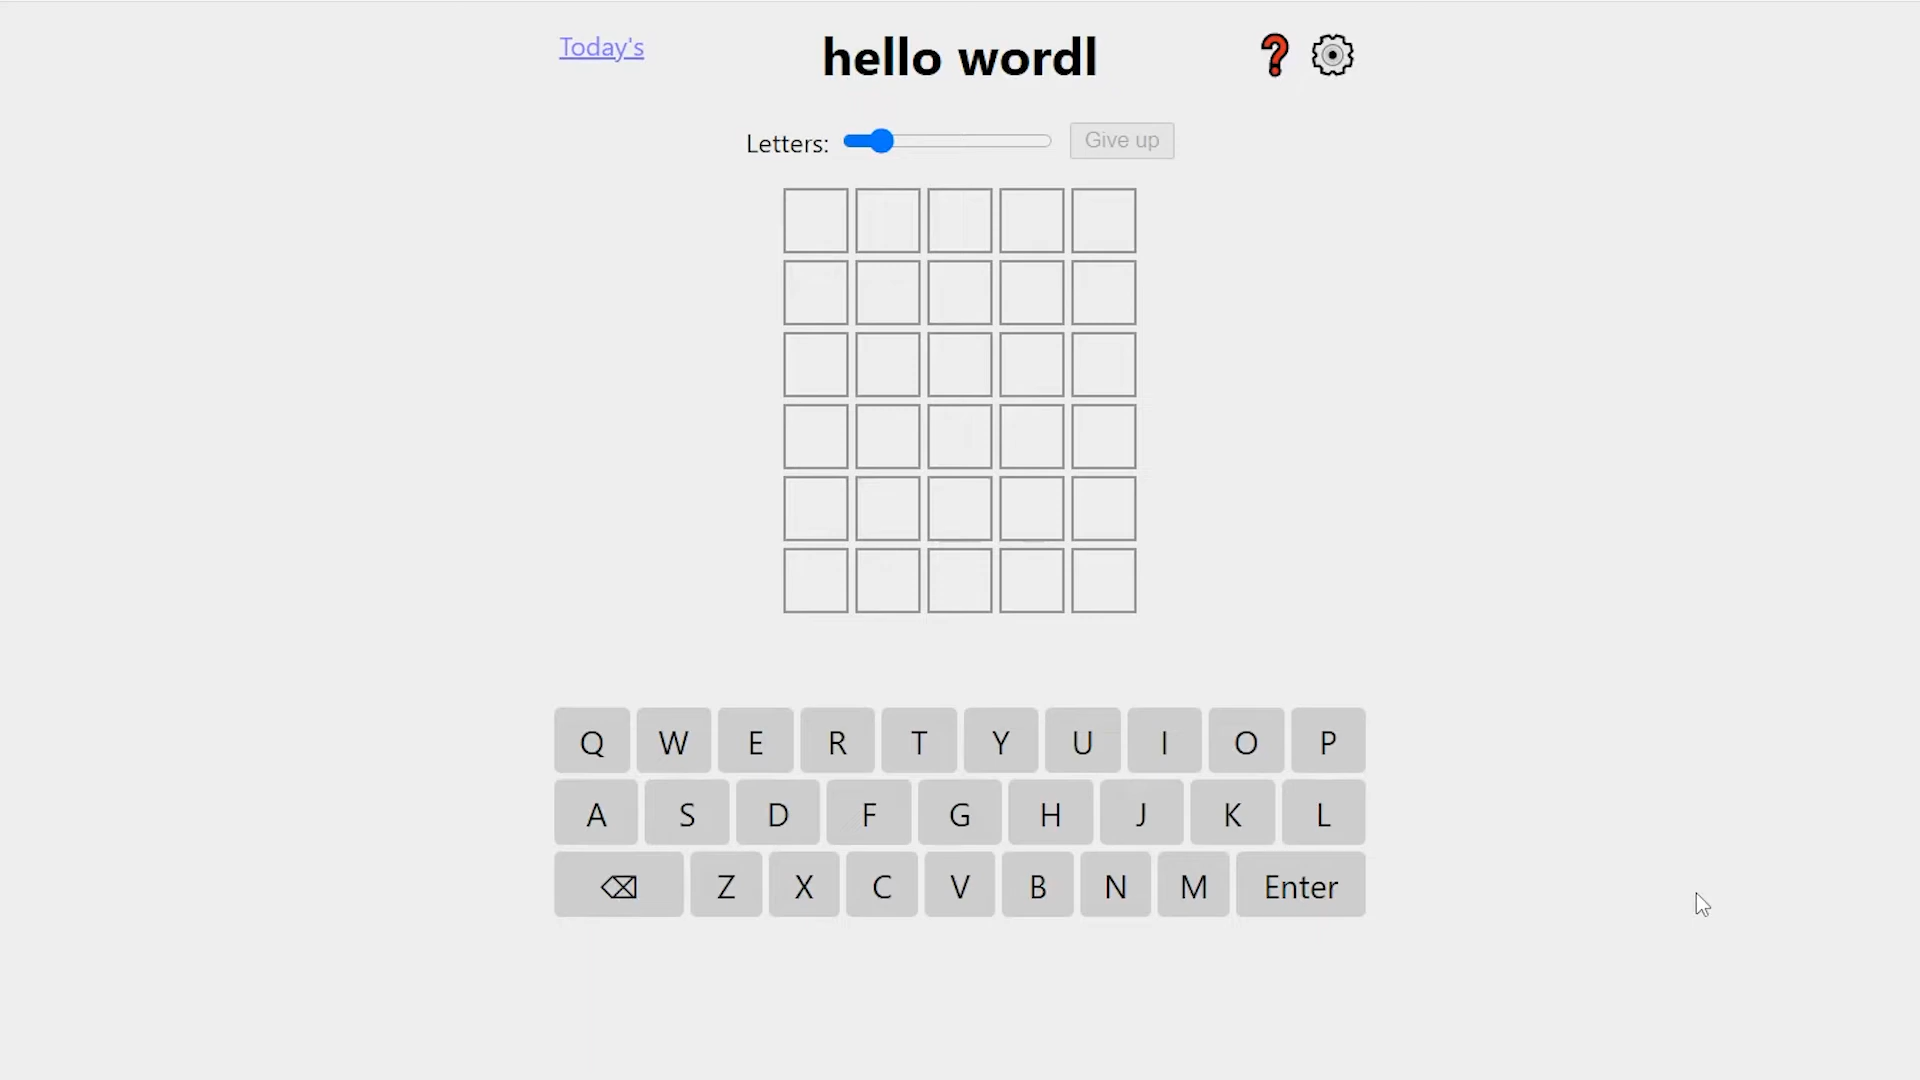 Today's
hello wordl
❓
Letters:
Give up
Q W E R T Y U I O P
A S D F G H J K L
⌫ Z X C V B N M Enter